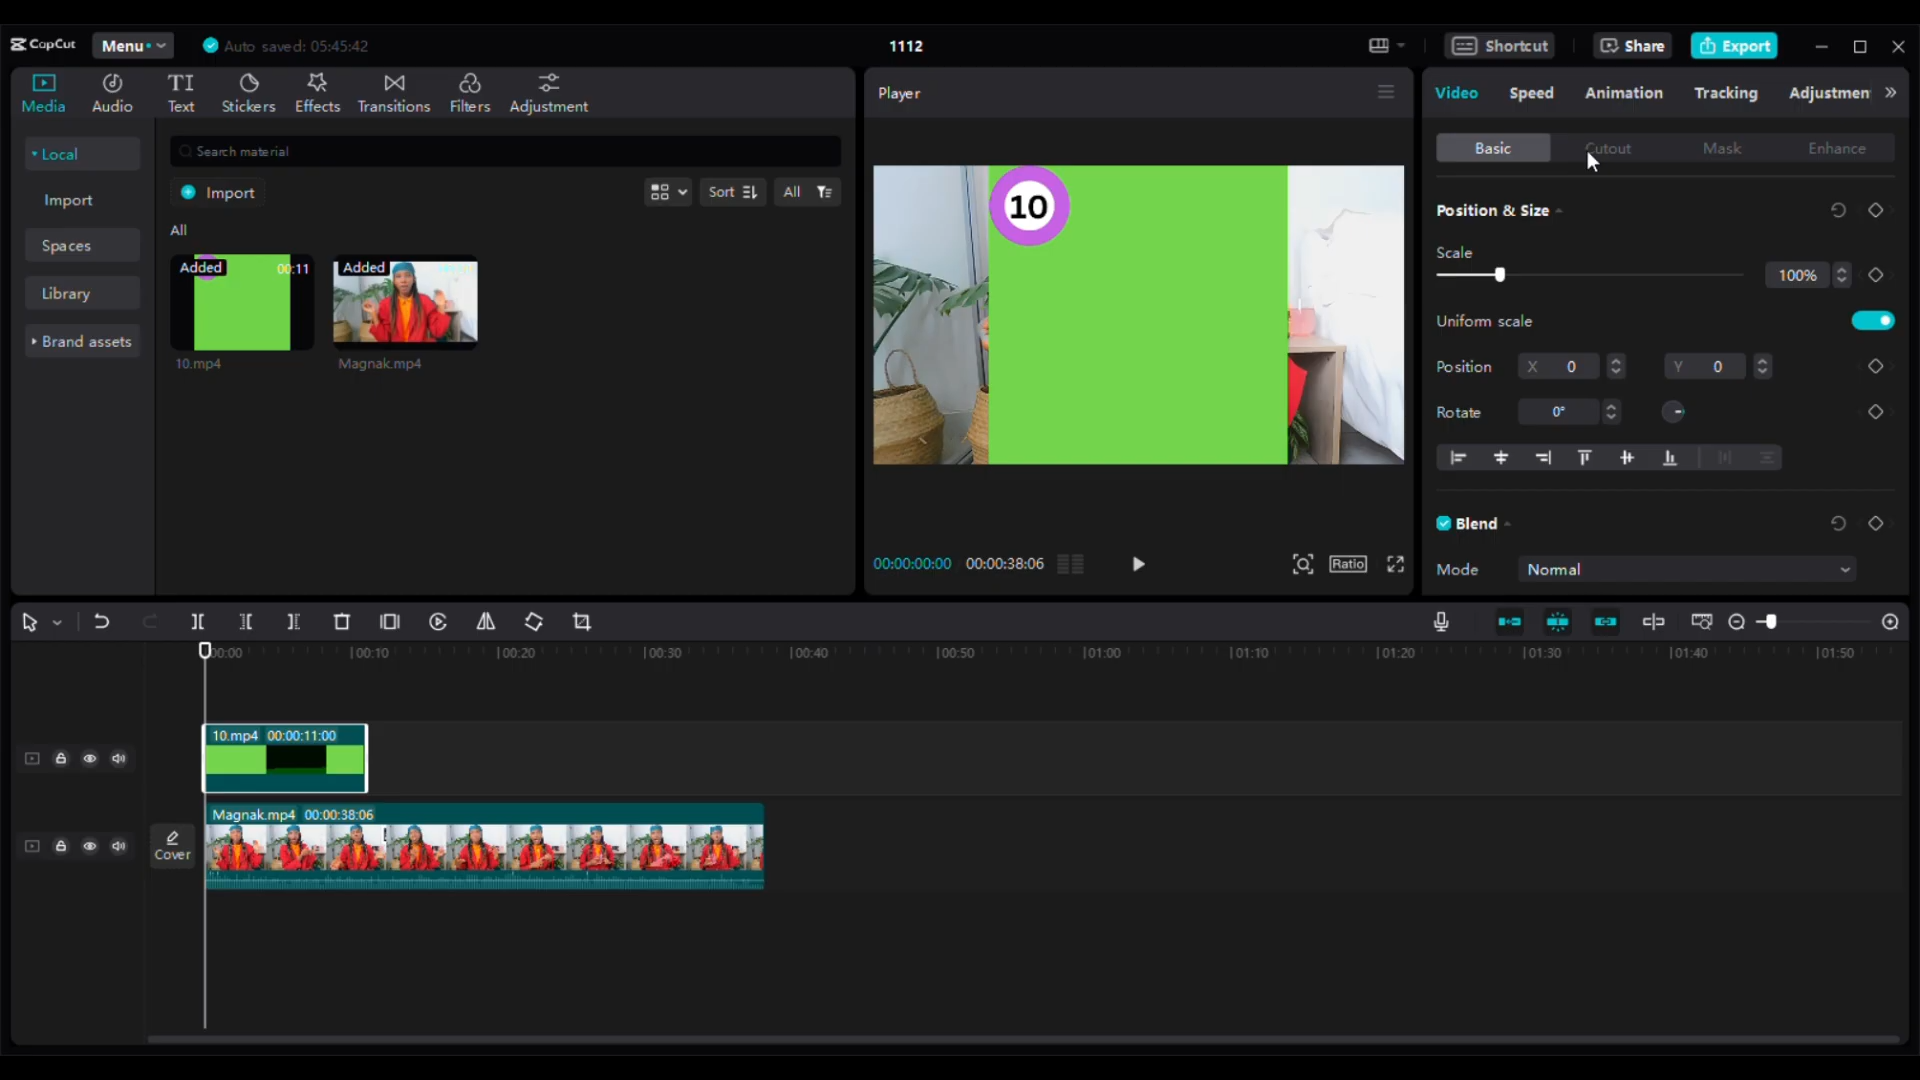 CapCut Menu Auto saved: 05:45:42 1112 Shortcut Share Export
Media Audio Text Stickers Effects Transitions Filters Adjustment
Local
Import
Spaces
Library
Brand assets
Search material
Import Sort All
All
Added 00:11
Added
10.mp4 Magnak.mp4
Player
10
00:00:00:00 00:00:38:06 Ratio
Video Speed Animation Tracking Adjustmen
Basic Cutout Mask Enhance
Position & Size
Scale
100%
Uniform scale
Position X 0 Y 0
Rotate 0°
Blend
Mode Normal
00:00 00:10 00:20 00:30 00:40 00:50 01:00 01:10 01:20 01:30 01:40 01:50
10.mp4 00:00:11:00
Magnak.mp4 00:00:38:06
Cover